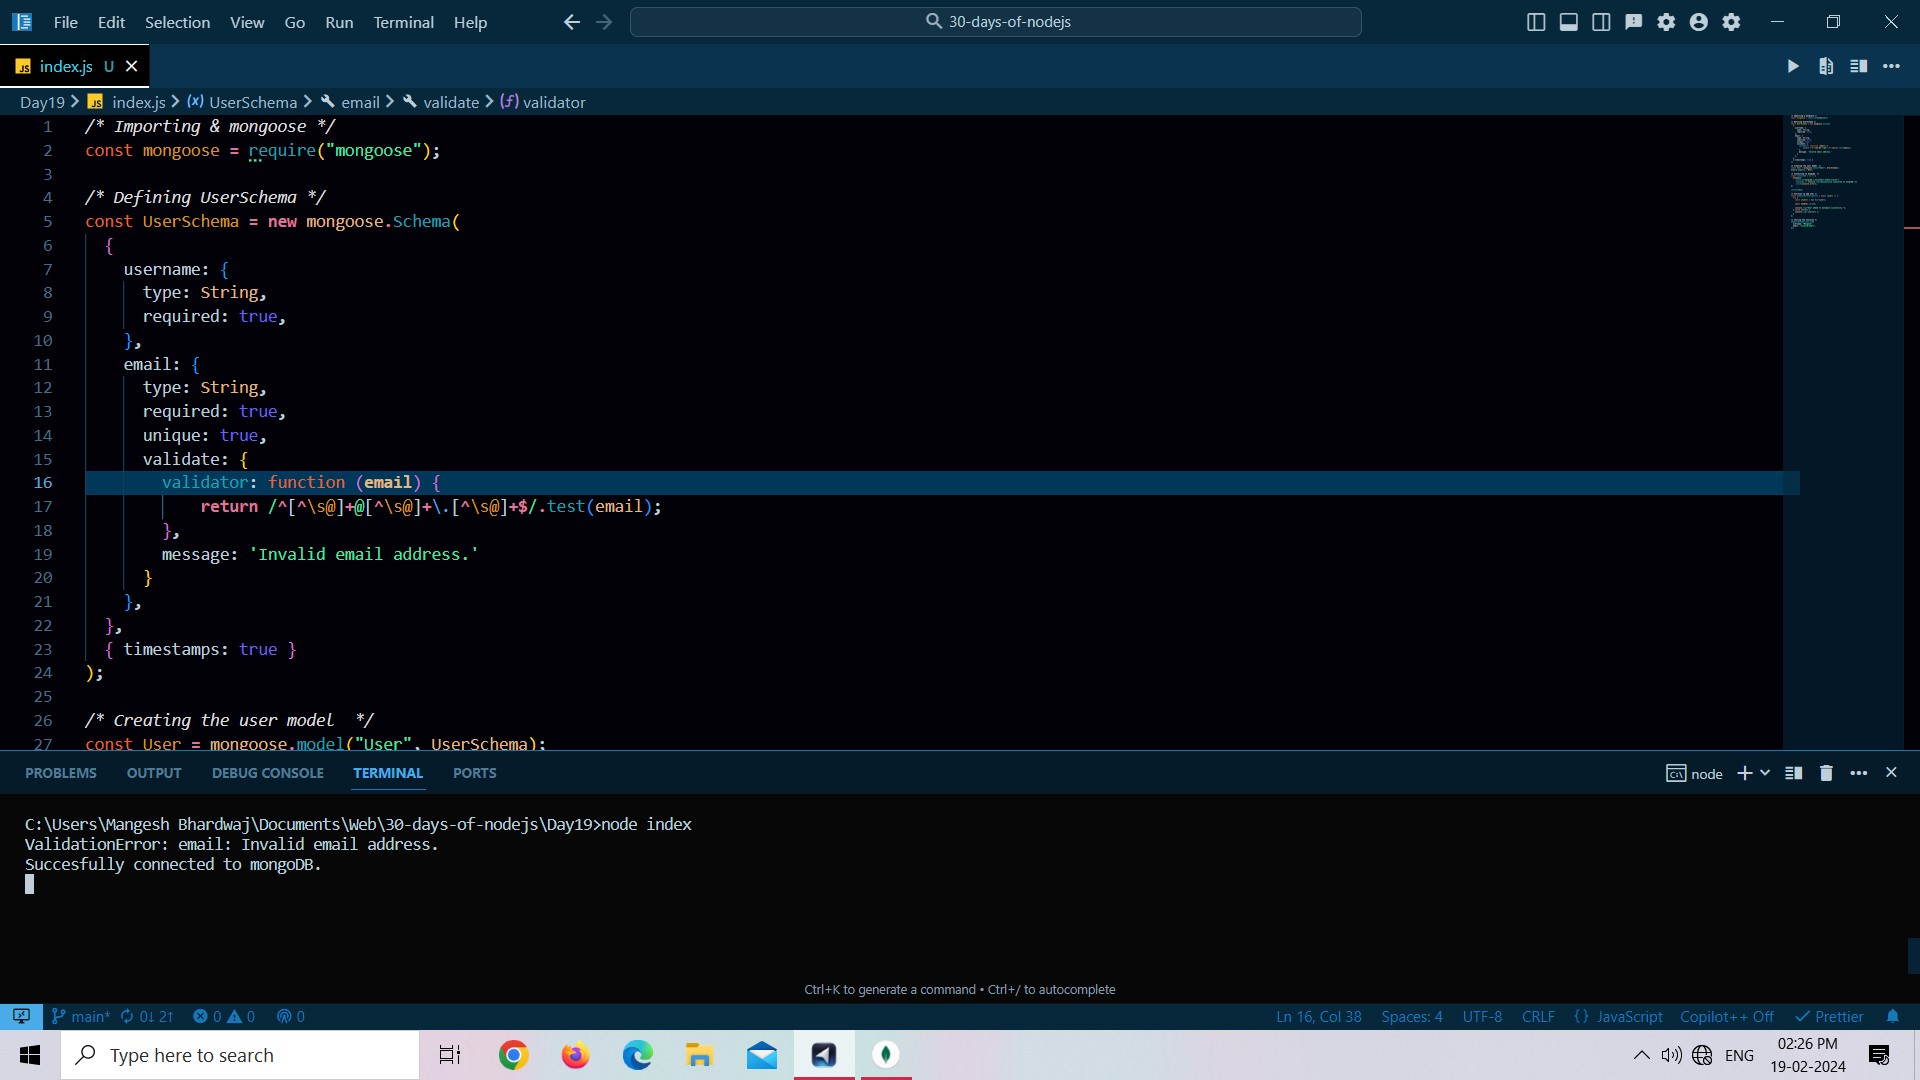 File Edit Selection View Go Run Terminal Help
30-days-of-nodejs
JS index.js U
Day19 JS index.js UserSchema email validate validator
1 /* Importing & mongoose */
2 const mongoose = require("mongoose");
3
4 /* Defining UserSchema */
5 const UserSchema = new mongoose.Schema(
6 {
7 username: {
8 type: String,
9 required: true,
10 },
11 email: {
12 type: String,
13 required: true,
14 unique: true,
15 validate: {
16 validator: function (email) {
17 return /^[^\s@]+@[^\s@]+\.[^\s@]+$/.test(email);
18 },
19 message: 'Invalid email address.'
20 }
21 },
22 },
23 { timestamps: true }
24 );
25
26 /* Creating the user model  */
27 const User = mongoose.model("User", UserSchema);
PROBLEMS OUTPUT DEBUG CONSOLE TERMINAL PORTS
node
C:\Users\Mangesh Bhardwaj\Documents\Web\30-days-of-nodejs\Day19>node index
ValidationError: email: Invalid email address.
Succesfully connected to mongoDB.
Ctrl+K to generate a command • Ctrl+/ to autocomplete
main* 0↓ 2↑ 0 0 0
Ln 16, Col 38 Spaces: 4 UTF-8 CRLF {} JavaScript Copilot++ Off Prettier
Type here to search
ENG
02:26 PM
19-02-2024